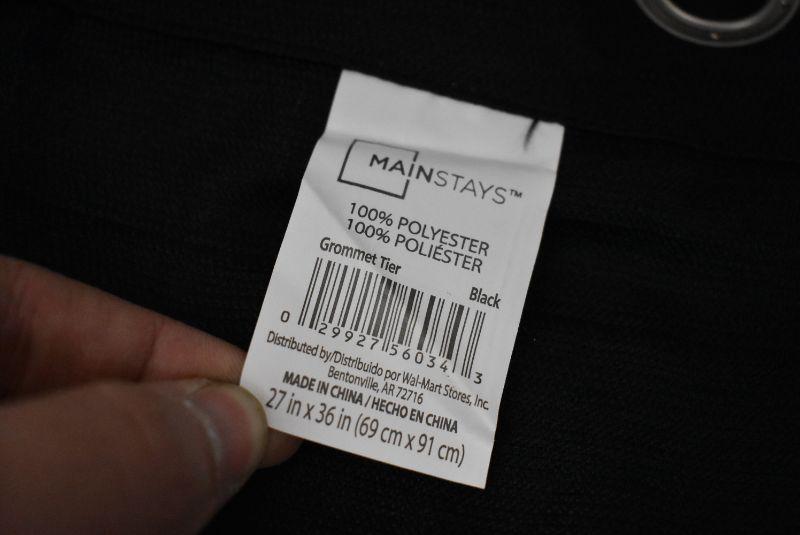 MAINSTAYS™
100% POLYESTER
100% POLIÉSTER
Grommet Tier
Black
0 29927 56034 3
Distributed by/Distribuido por Wal-Mart Stores, Inc.
Bentonville, AR 72716
MADE IN CHINA / HECHO EN CHINA
27 in x 36 in (69 cm x 91 cm)